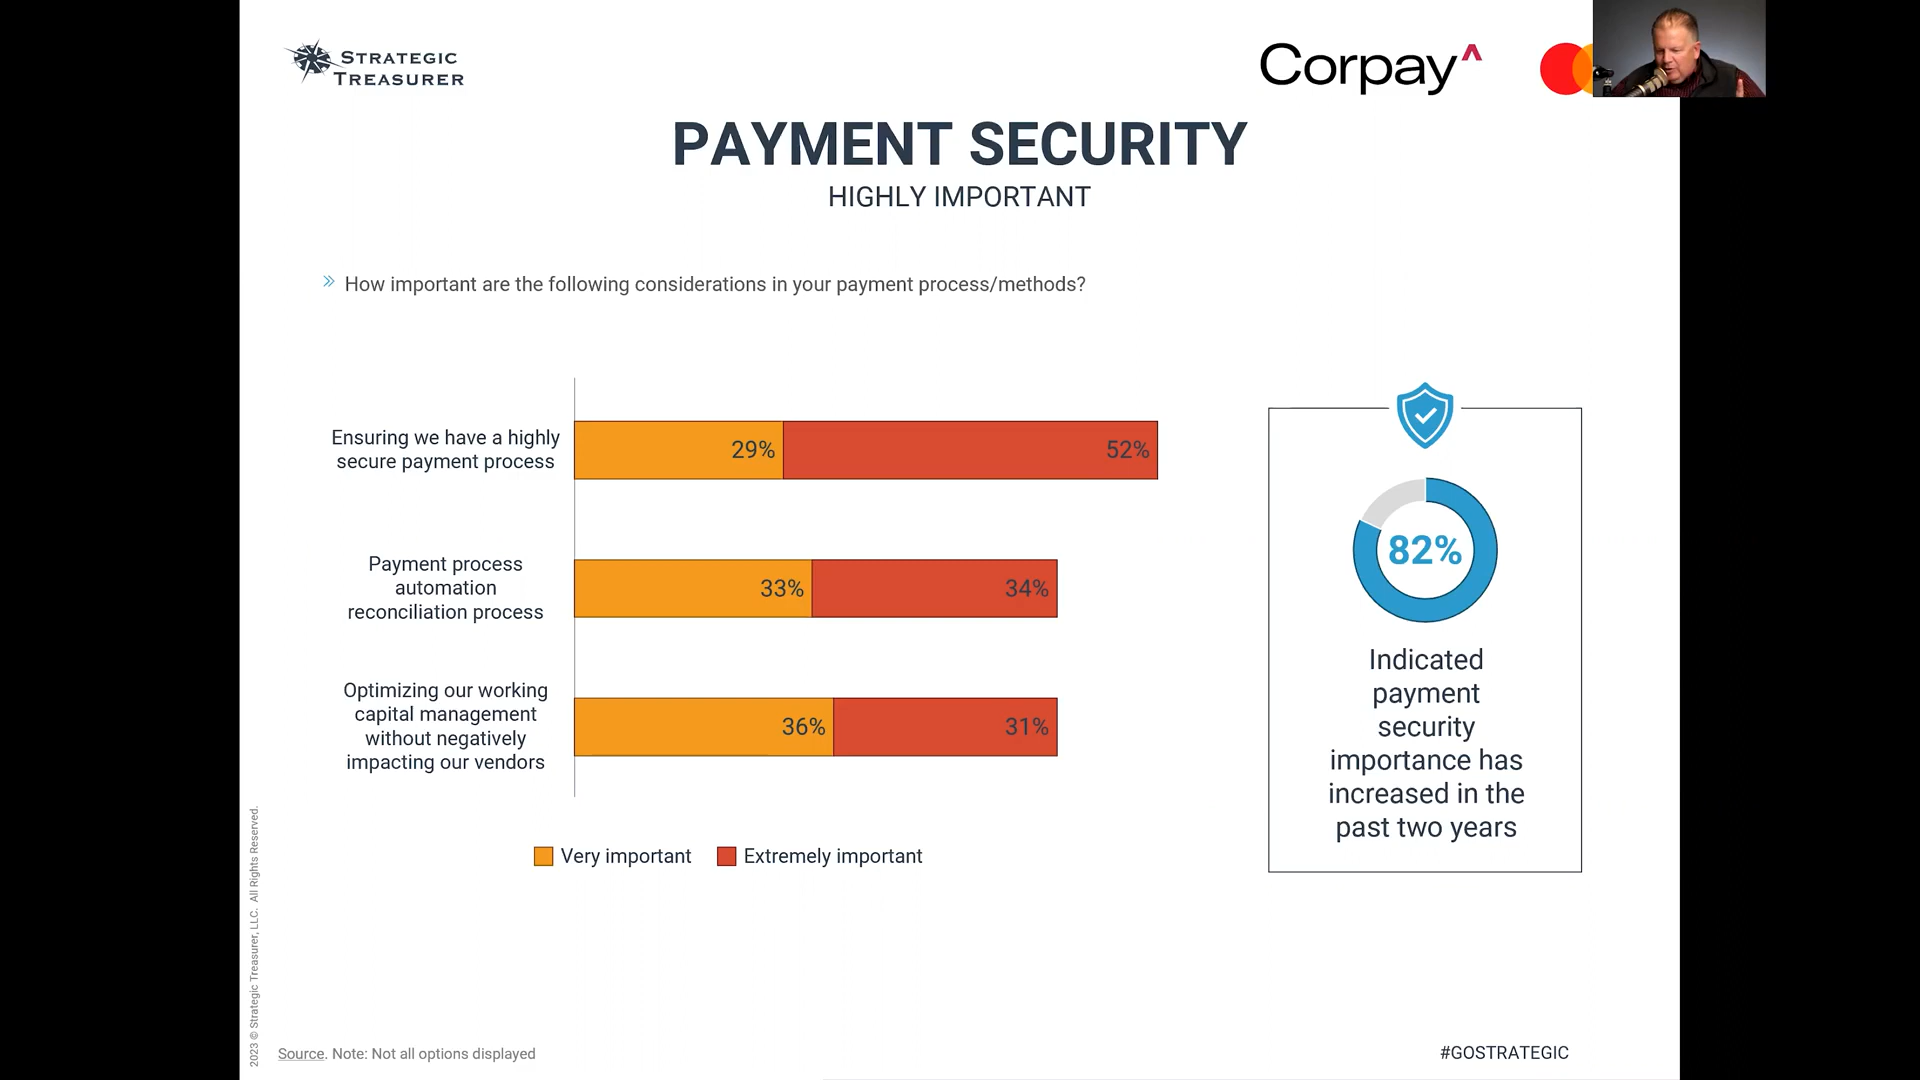 STRATEGIC
TREASURER
Corpay^
PAYMENT SECURITY
HIGHLY IMPORTANT
» How important are the following considerations in your payment process/methods?
Ensuring we have a highly
secure payment process
29%
52%
Payment process
automation
reconciliation process
33%
34%
Optimizing our working
capital management
without negatively
impacting our vendors
36%
31%
Very important
Extremely important
82%
Indicated
payment
security
importance has
increased in the
past two years
2023 © Strategic Treasurer, LLC. All Rights Reserved.
Source. Note: Not all options displayed
#GOSTRATEGIC